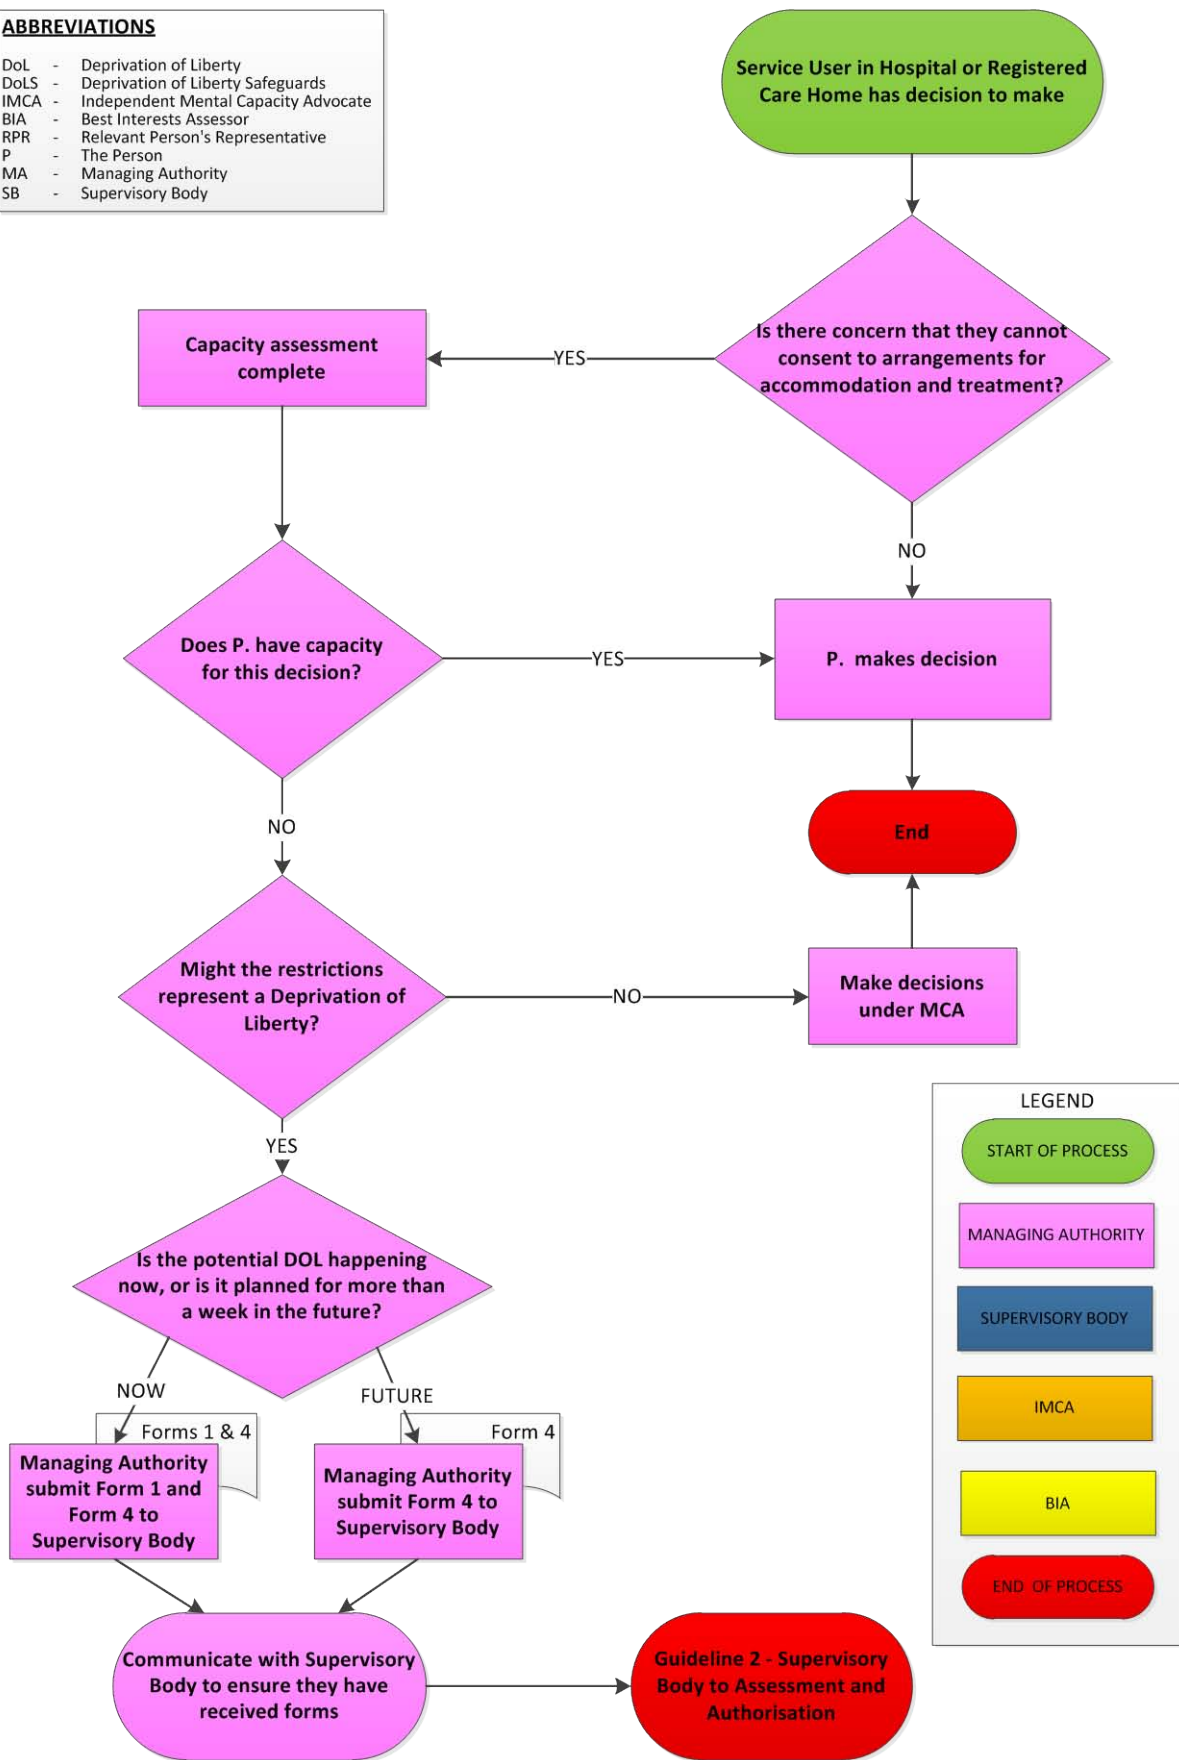 ABBREVIATIONS
DoL - Deprivation of Liberty
DoLS - Deprivation of Liberty Safeguards
IMCA - Independent Mental Capacity Advocate
BIA - Best Interests Assessor
RPR - Relevant Person's Representative
P - The Person
MA - Managing Authority
SB - Supervisory Body
Service User in Hospital or Registered
Care Home has decision to make
Is there concern that they cannot
consent to arrangements for
accommodation and treatment?
YES
Capacity assessment
complete
NO
Does P. have capacity
for this decision?
YES
P. makes decision
End
NO
Might the restrictions
represent a Deprivation of
Liberty?
NO
Make decisions
under MCA
YES
Is the potential DOL happening
now, or is it planned for more than
a week in the future?
NOW
FUTURE
Forms 1 & 4
Managing Authority
submit Form 1 and
Form 4 to
Supervisory Body
Form 4
Managing Authority
submit Form 4 to
Supervisory Body
Communicate with Supervisory
Body to ensure they have
received forms
Guideline 2 - Supervisory
Body to Assessment and
Authorisation
LEGEND
START OF PROCESS
MANAGING AUTHORITY
SUPERVISORY BODY
IMCA
BIA
END OF PROCESS